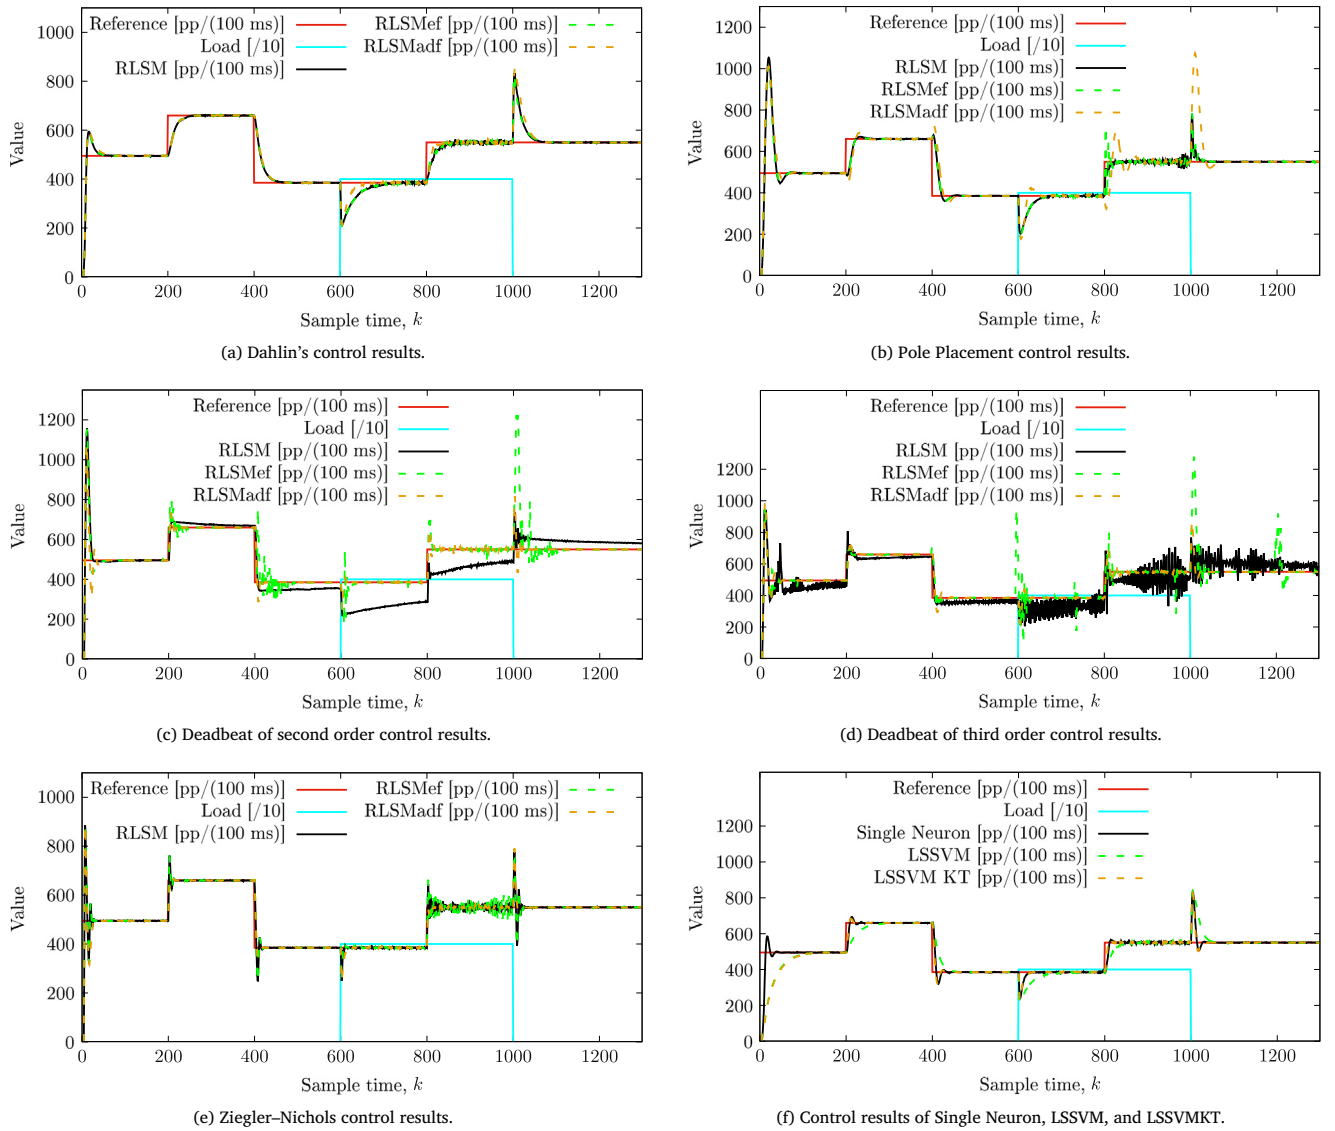 Reference [pp/(100 ms)]
Load [/10]
RLSM [pp/(100 ms)]
RLSMef [pp/(100 ms)]
RLSMadf [pp/(100 ms)]
Value
0
200
400
600
800
1000
0 200 400 600 800 1000 1200
Sample time, k
(a) Dahlin's control results.
Reference [pp/(100 ms)]
Load [/10]
RLSM [pp/(100 ms)]
RLSMef [pp/(100 ms)]
RLSMadf [pp/(100 ms)]
Value
0
200
400
600
800
1000
1200
0 200 400 600 800 1000 1200
Sample time, k
(b) Pole Placement control results.
Reference [pp/(100 ms)]
Load [/10]
RLSM [pp/(100 ms)]
RLSMef [pp/(100 ms)]
RLSMadf [pp/(100 ms)]
Value
0
200
400
600
800
1000
1200
0 200 400 600 800 1000 1200
Sample time, k
(c) Deadbeat of second order control results.
Reference [pp/(100 ms)]
Load [/10]
RLSM [pp/(100 ms)]
RLSMef [pp/(100 ms)]
RLSMadf [pp/(100 ms)]
Value
0
200
400
600
800
1000
1200
0 200 400 600 800 1000 1200
Sample time, k
(d) Deadbeat of third order control results.
Reference [pp/(100 ms)]
Load [/10]
RLSM [pp/(100 ms)]
RLSMef [pp/(100 ms)]
RLSMadf [pp/(100 ms)]
Value
0
200
400
600
800
1000
0 200 400 600 800 1000 1200
Sample time, k
(e) Ziegler–Nichols control results.
Reference [pp/(100 ms)]
Load [/10]
Single Neuron [pp/(100 ms)]
LSSVM [pp/(100 ms)]
LSSVM KT [pp/(100 ms)]
Value
0
200
400
600
800
1000
1200
0 200 400 600 800 1000 1200
Sample time, k
(f) Control results of Single Neuron, LSSVM, and LSSVMKT.